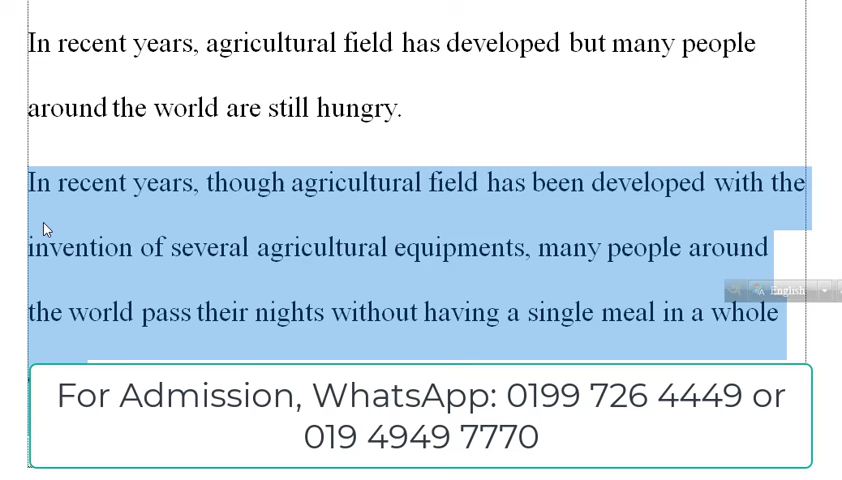 In recent years, agricultural field has developed but many people
around the world are still hungry.
In recent years, though agricultural field has been developed with the
invention of several agricultural equipments, many people around
English
the world pass their nights without having a single meal in a whole
For Admission, WhatsApp: 0199 726 4449 or
019 4949 7770